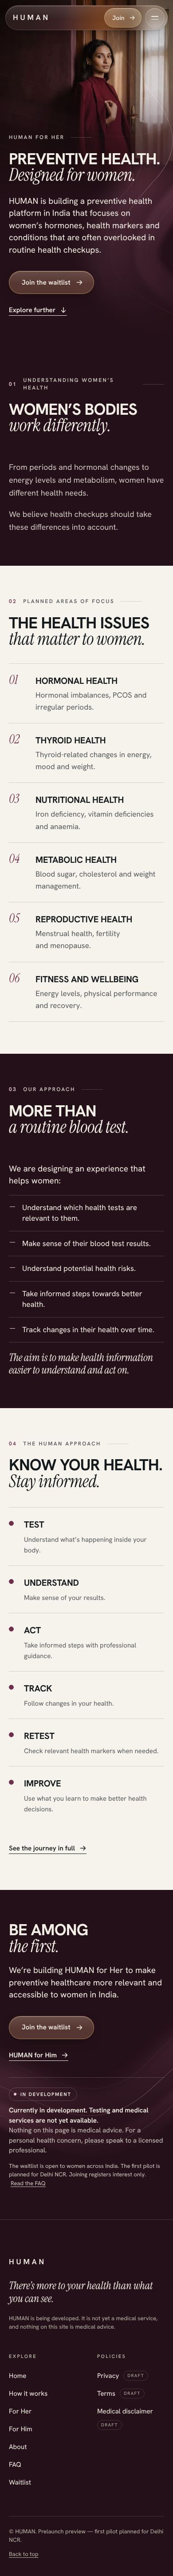 HUMAN
Join →
HUMAN FOR HER
PREVENTIVE HEALTH.
Designed for women.
HUMAN is building a preventive health
platform in India that focuses on
women's hormones, health markers and
conditions that are often overlooked in
routine health checkups.
Join the waitlist →
Explore further ↓
01 UNDERSTANDING WOMEN'S
HEALTH
WOMEN'S BODIES
work differently.
From periods and hormonal changes to
energy levels and metabolism, women have
different health needs.
We believe health checkups should take
these differences into account.
02 PLANNED AREAS OF FOCUS
THE HEALTH ISSUES
that matter to women.
01 HORMONAL HEALTH
Hormonal imbalances, PCOS and
irregular periods.
02 THYROID HEALTH
Thyroid-related changes in energy,
mood and weight.
03 NUTRITIONAL HEALTH
Iron deficiency, vitamin deficiencies
and anaemia.
04 METABOLIC HEALTH
Blood sugar, cholesterol and weight
management.
05 REPRODUCTIVE HEALTH
Menstrual health, fertility
and menopause.
06 FITNESS AND WELLBEING
Energy levels, physical performance
and recovery.
03 OUR APPROACH
MORE THAN
a routine blood test.
We are designing an experience that
helps women:
— Understand which health tests are
relevant to them.
— Make sense of their blood test results.
— Understand potential health risks.
— Take informed steps towards better
health.
— Track changes in their health over time.
The aim is to make health information
easier to understand and act on.
04 THE HUMAN APPROACH
KNOW YOUR HEALTH.
Stay informed.
TEST
Understand what's happening inside your
body.
UNDERSTAND
Make sense of your results.
ACT
Take informed steps with professional
guidance.
TRACK
Follow changes in your health.
RETEST
Check relevant health markers when needed.
IMPROVE
Use what you learn to make better health
decisions.
See the journey in full →
BE AMONG
the first.
We're building HUMAN for Her to make
preventive healthcare more relevant and
accessible to women in India.
Join the waitlist →
HUMAN for Him →
IN DEVELOPMENT
Currently in development. Testing and medical
services are not yet available.
Nothing on this page is medical advice. For a
personal health concern, please speak to a licensed
professional.
The waitlist is open to women across India. The first pilot is
planned for Delhi NCR. Joining registers interest only.
Read the FAQ
HUMAN
There's more to your health than what
you can see.
HUMAN is being developed. It is not yet a medical service,
and nothing on this site is medical advice.
EXPLORE
Home
How it works
For Her
For Him
About
FAQ
Waitlist
POLICIES
Privacy DRAFT
Terms DRAFT
Medical disclaimer
DRAFT
© HUMAN. Prelaunch preview — first pilot planned for Delhi
NCR.
Back to top